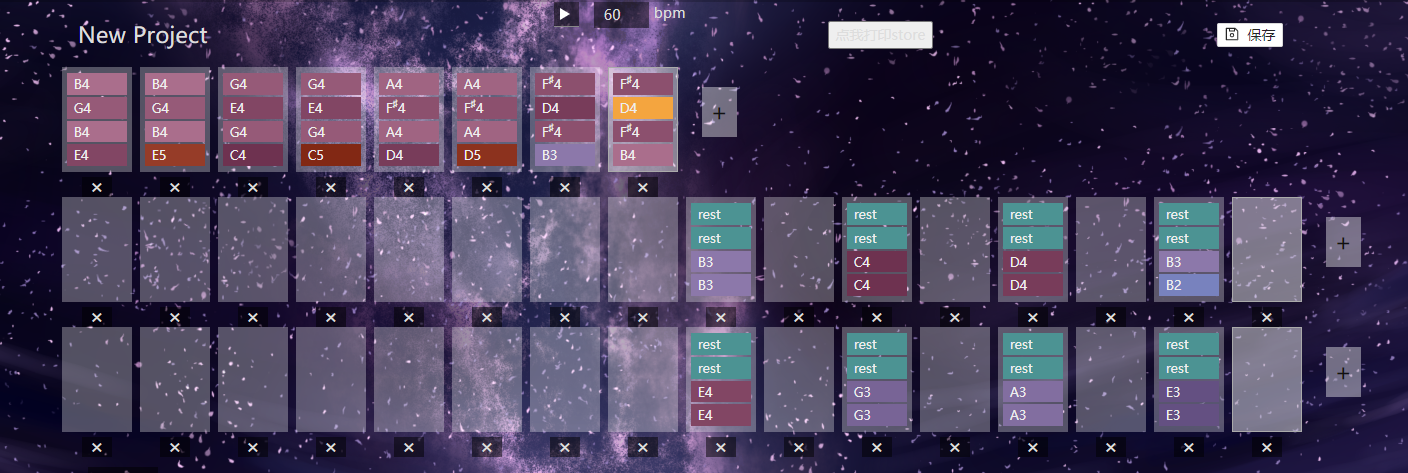 60 bpm
New Project 点我打印store 保存
B4 B4 G4 G4 A4 A4 F♯4 F♯4
G4 G4 E4 E4 F♯4 F♯4 D4 D4
B4 B4 G4 G4 A4 A4 F♯4 F♯4
E4 E5 C4 C5 D4 D5 B3 B4
rest rest rest rest
rest rest rest rest
B3 C4 D4 B3
B3 C4 D4 B2
rest rest rest rest
rest rest rest rest
E4 G3 A3 E3
E4 G3 A3 E3